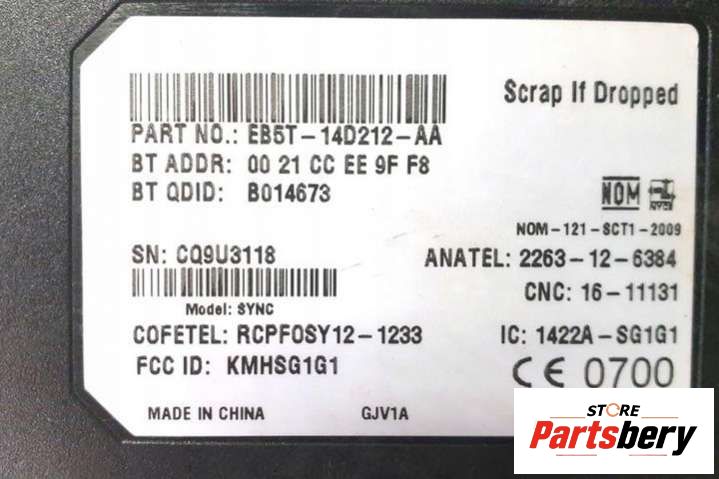 Scrap If Dropped
PART NO.: EB5T-14D212-AA
BT ADDR: 00 21 CC EE 9F F8
BT QDID: B014673
NOM
NYCE
NOM-121-SCT1-2009
SN: CQ9U3118
ANATEL: 2263-12-6384
CNC: 16-11131
Model: SYNC
COFETEL: RCPFOSY12-1233
IC: 1422A-SG1G1
FCC ID: KMHSG1G1
CE 0700
MADE IN CHINA
GJV1A
STORE
Partsbery